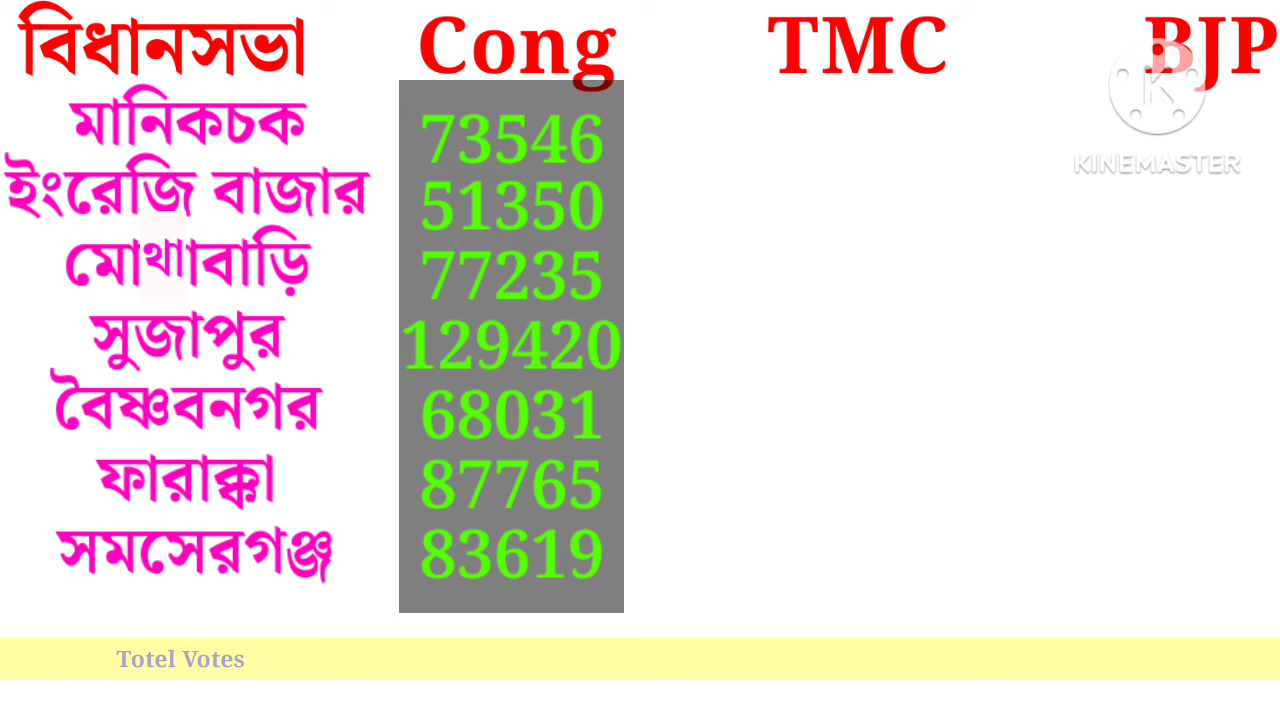 বিধানসভা Cong TMC BJP
মানিকচক 73546
ইংরেজি বাজার 51350
মোথাবাড়ি 77235
সুজাপুর 129420
বৈষ্ণবনগর 68031
ফারাক্কা 87765
সমসেরগঞ্জ 83619
Totel Votes
K
KINEMASTER